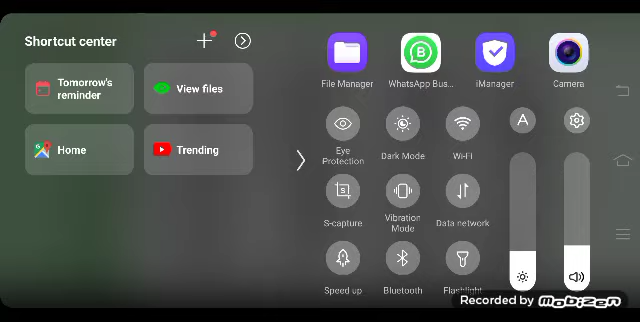 Shortcut center
Tomorrow's
reminder
View files
Home
Trending
File Manager
WhatsApp Bus...
iManager
Camera
A
Eye
Protection
Dark Mode
Wi-Fi
S
S-capture
Vibration
Mode
Data network
Speed up
Bluetooth
Flashlight
Recorded by MOBIZEN